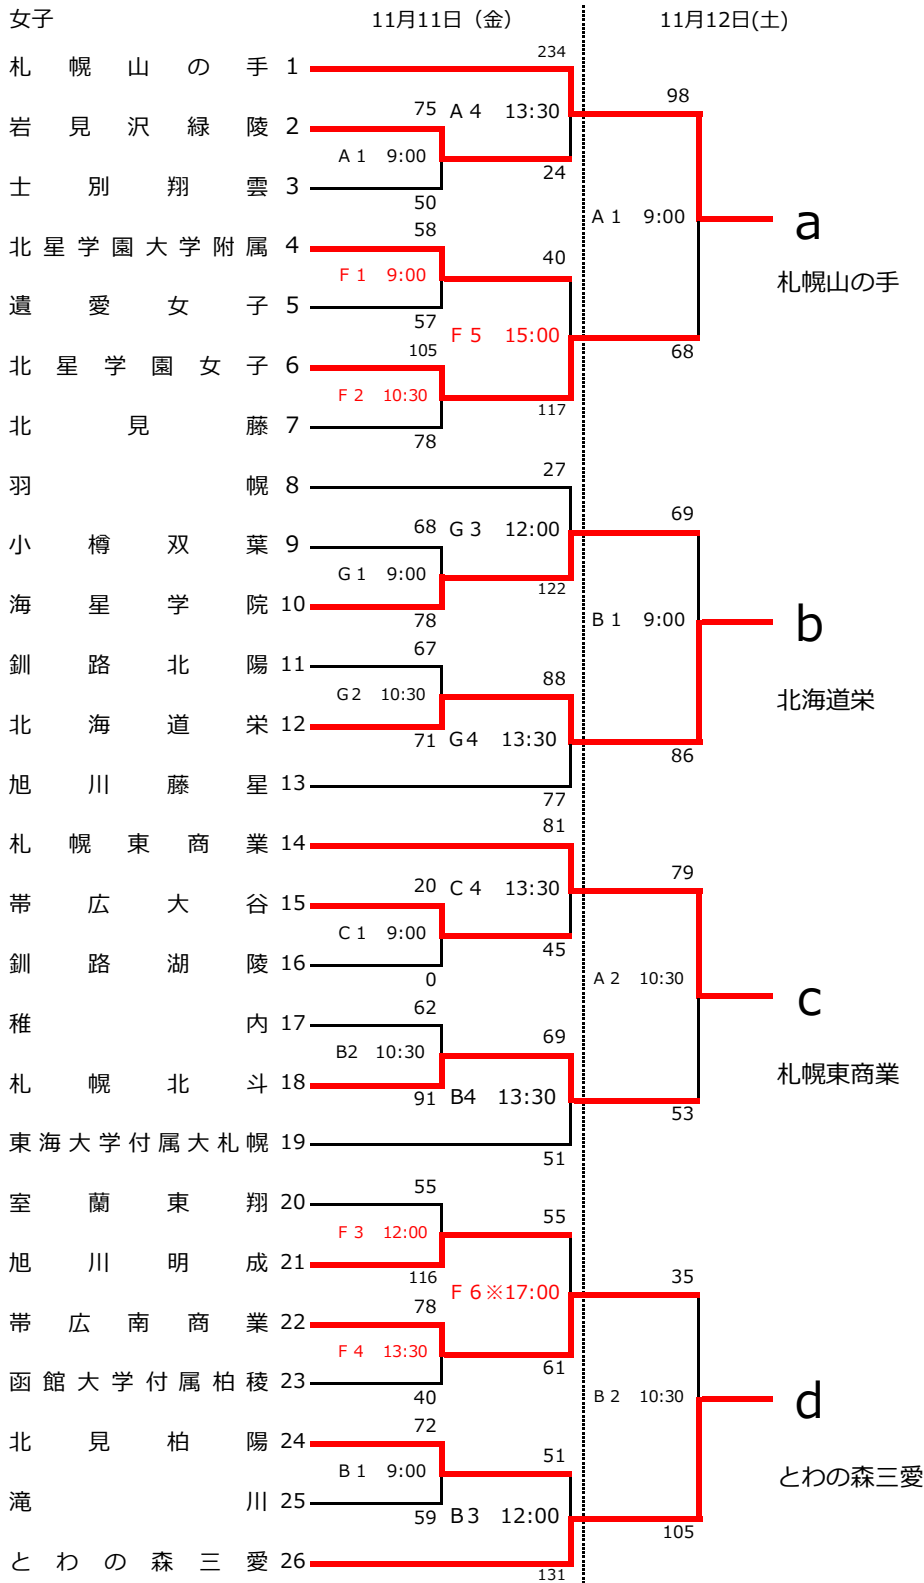 女子 11月11日（金） 11月12日(土)
234
札幌山の手 1
98
75 A 4 13:30
岩見沢緑陵 2
A 1 9:00
24
士別翔雲 3
50
A 1 9:00 a
58
北星学園大学附属 4
40
F 1 9:00
札幌山の手
遺愛女子 5
57
F 5 15:00
105
68
北星学園女子 6
F 2 10:30
117
北見藤 7
78
27
羽幌 8
69
68 G 3 12:00
小樽双葉 9
G 1 9:00
122
海星学院 10
78
B 1 9:00 b
67
釧路北陽 11
88
G 2 10:30
北海道栄
北海道栄 12
71 G 4 13:30
86
旭川藤星 13
77
81
札幌東商業 14
79
20 C 4 13:30
帯広大谷 15
C 1 9:00
45
釧路湖陵 16
0
A 2 10:30 c
62
稚内 17
69
B2 10:30
札幌東商業
札幌北斗 18
91 B4 13:30
53
東海大学付属大札幌 19
51
55
室蘭東翔 20
55
F 3 12:00
旭川明成 21
116
35
F 6 ※17:00
78
帯広南商業 22
F 4 13:30
61
函館大学付属柏稜 23
40
B 2 10:30 d
72
北見柏陽 24
51
B 1 9:00
とわの森三愛
滝川 25
59 B 3 12:00
105
とわの森三愛 26
131